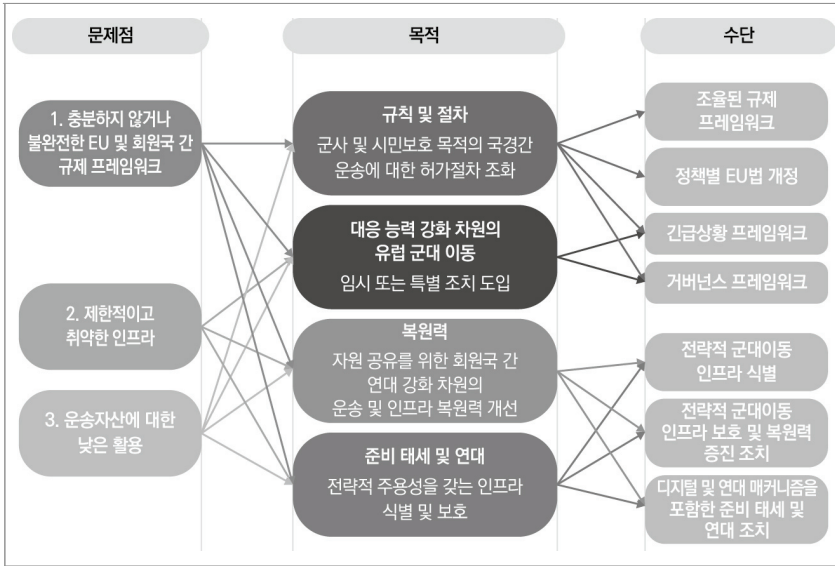 문제점
목적
수단
1. 충분하지 않거나
불완전한 EU 및 회원국 간
규제 프레임워크
2. 제한적이고
취약한 인프라
3. 운송자산에 대한
낮은 활용
규칙 및 절차
군사 및 시민보호 목적의 국경간
운송에 대한 허가절차 조화
대응 능력 강화 차원의
유럽 군대 이동
임시 또는 특별 조치 도입
복원력
자원 공유를 위한 회원국 간
연대 강화 차원의
운송 및 인프라 복원력 개선
준비 태세 및 연대
전략적 주용성을 갖는 인프라
식별 및 보호
조율된 규제
프레임워크
정책별 EU법 개정
긴급상황 프레임워크
거버넌스 프레임워크
전략적 군대이동
인프라 식별
전략적 군대이동
인프라 보호 및 복원력
증진 조치
디지털 및 연대 매커니즘을
포함한 준비 태세 및
연대 조치